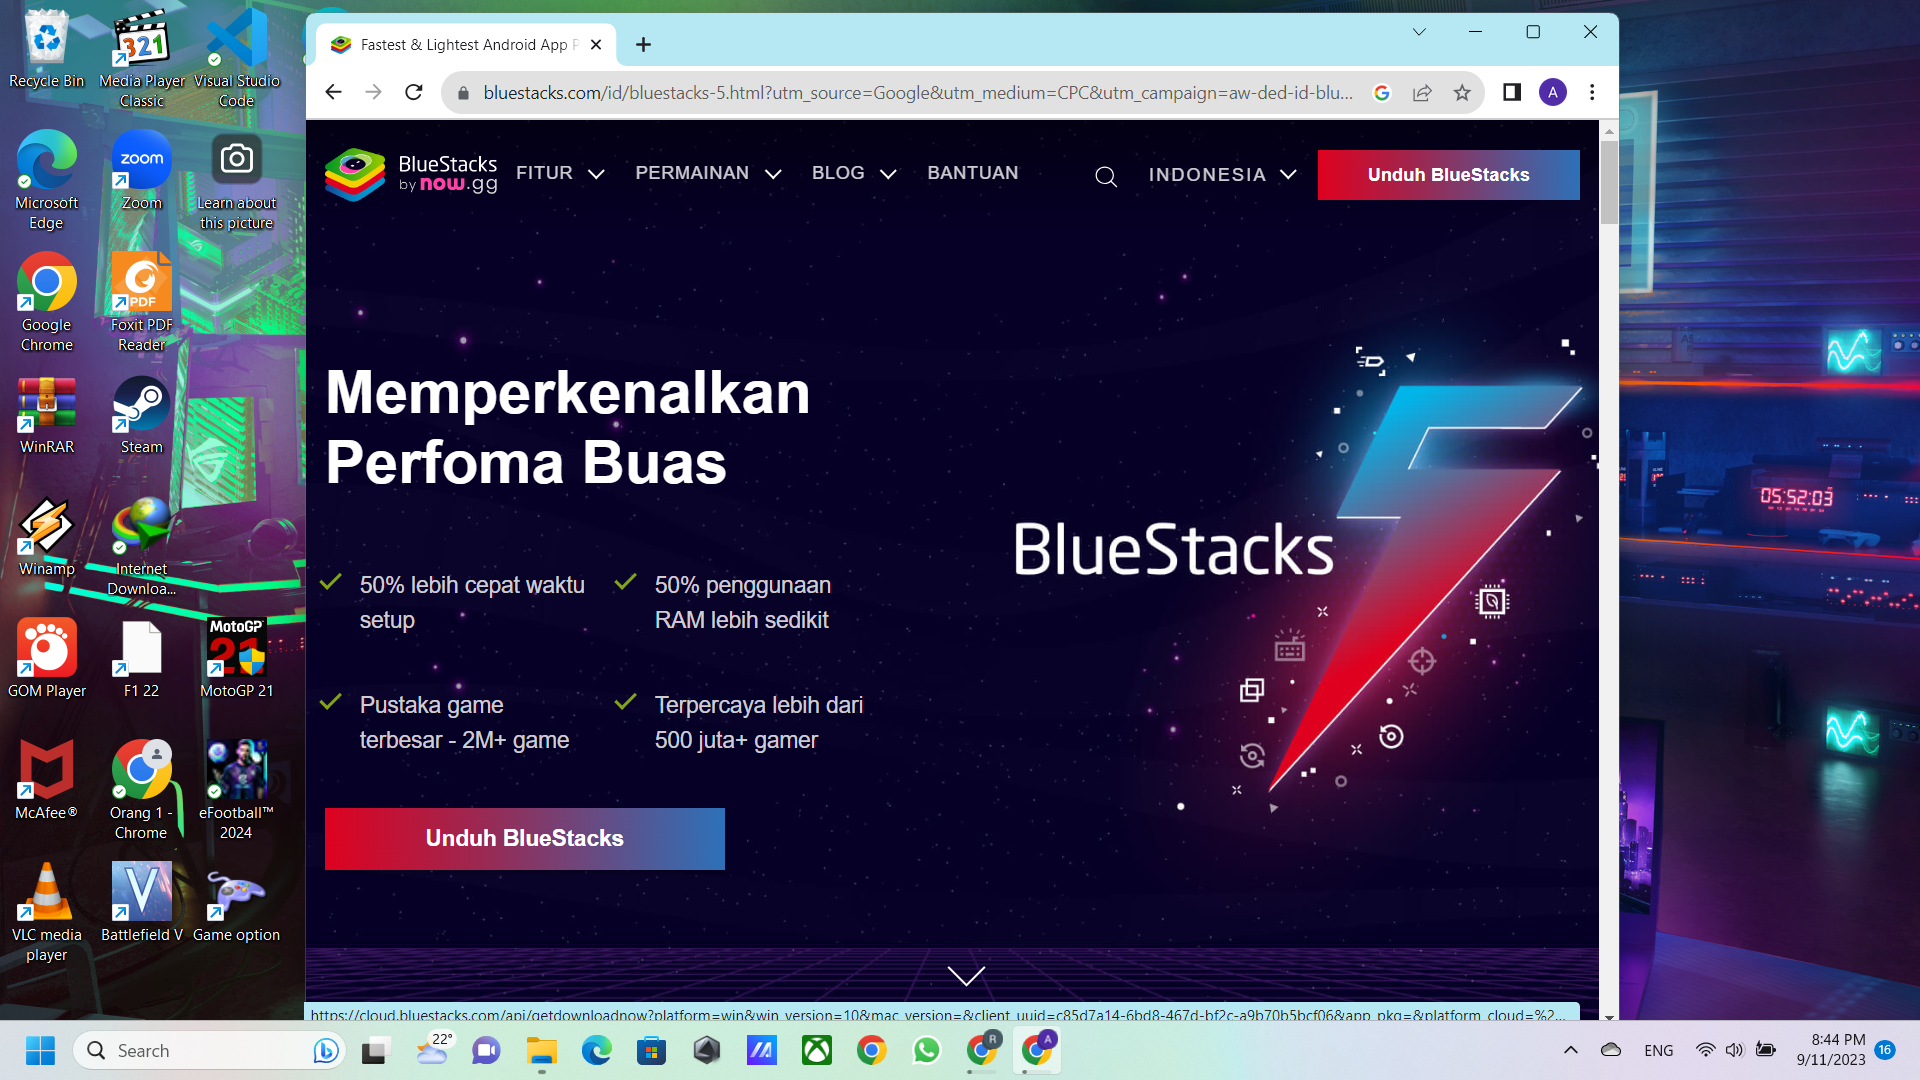 Recycle Bin
Media Player
Classic
Visual Studio
Code
Microsoft
Edge
Zoom
Learn about
this picture
Google
Chrome
Foxit PDF
Reader
WinRAR
Steam
Winamp
Internet
Downloa...
GOM Player
F1 22
MotoGP 21
McAfee®
Orang 1 -
Chrome
eFootball™
2024
VLC media
player
Battlefield V
Game option
zoom
PDF
321
MotoGP
21
Fastest & Lightest Android App P
bluestacks.com/id/bluestacks-5.html?utm_source=Google&utm_medium=CPC&utm_campaign=aw-ded-id-blu...
A
BlueStacks
by now.gg
FITUR
PERMAINAN
BLOG
BANTUAN
INDONESIA
Unduh BlueStacks
Memperkenalkan
Perfoma Buas
50% lebih cepat waktu
setup
50% penggunaan
RAM lebih sedikit
Pustaka game
terbesar - 2M+ game
Terpercaya lebih dari
500 juta+ gamer
Unduh BlueStacks
BlueStacks
05:52:03
https://cloud.bluestacks.com/api/getdownloadnow?platform=win&win_version=10&mac_version=&client_uuid=c85d7a14-6bd8-467d-bf2c-a9b70b5bcf06&app_pkg=&platform_cloud=%2...
Search
22°
R
A
ENG
8:44 PM
9/11/2023
16